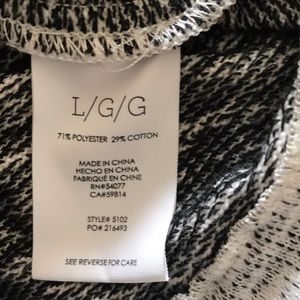 L/G/G
71% POLYESTER 29% COTTON
MADE IN CHINA
HECHO EN CHINA
FABRIQUÉ EN CHINE
RN#54077
CA#59814
STYLE# 5102
PO# 216493
SEE REVERSE FOR CARE